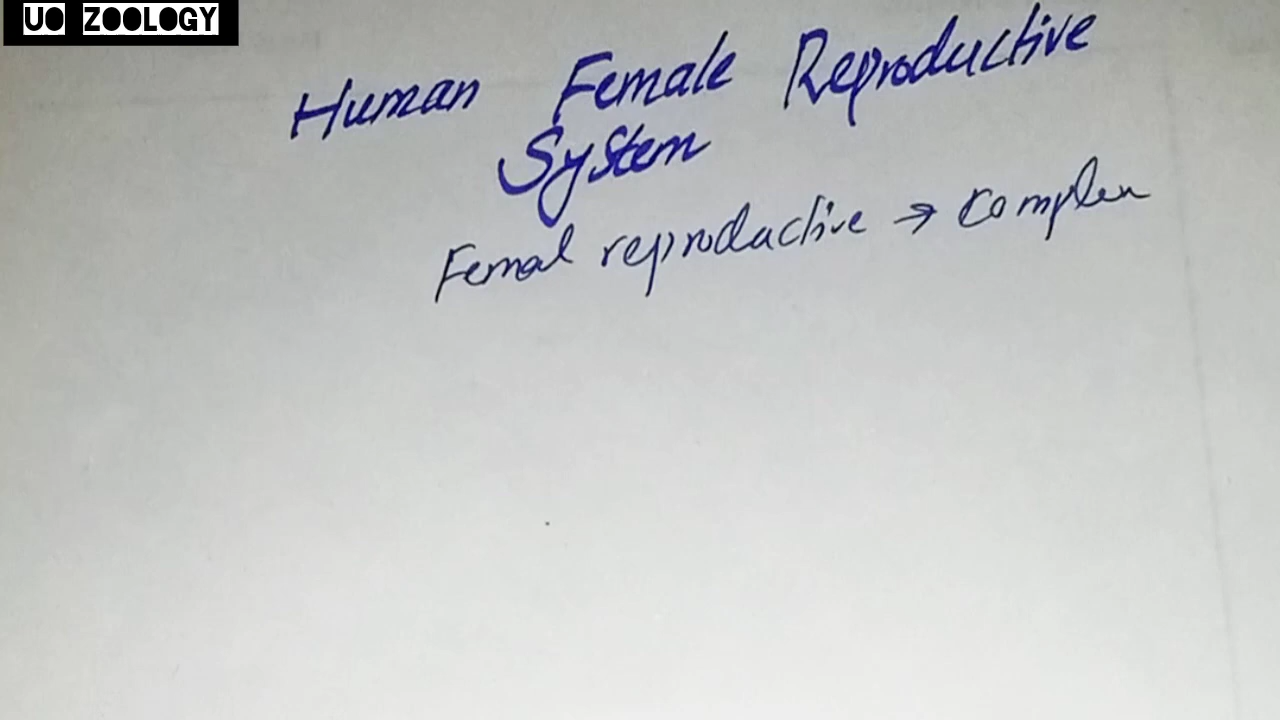 UO ZOOLOGY
Human Female Reproductive
System
Femal reproductive → Complex